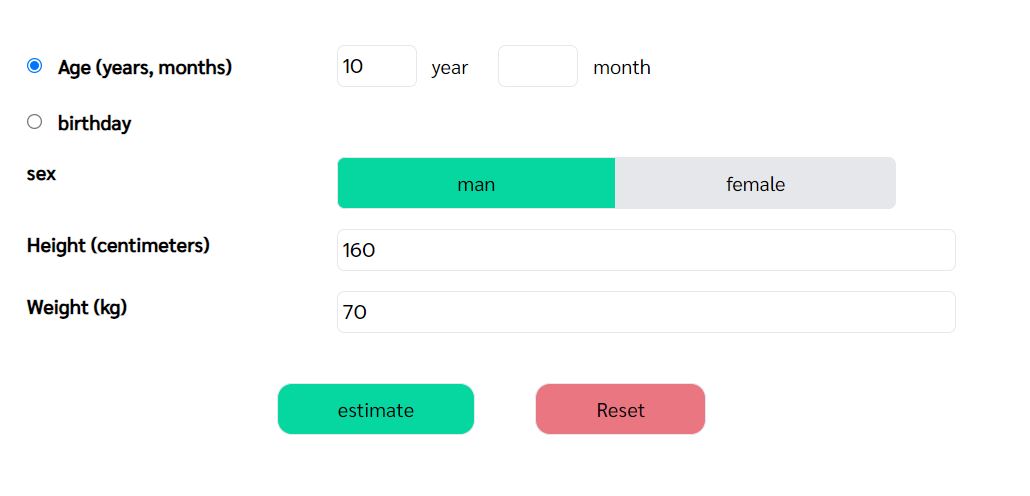 Age (years, months) 10 year month
birthday
sex man female
Height (centimeters) 160
Weight (kg) 70
estimate Reset